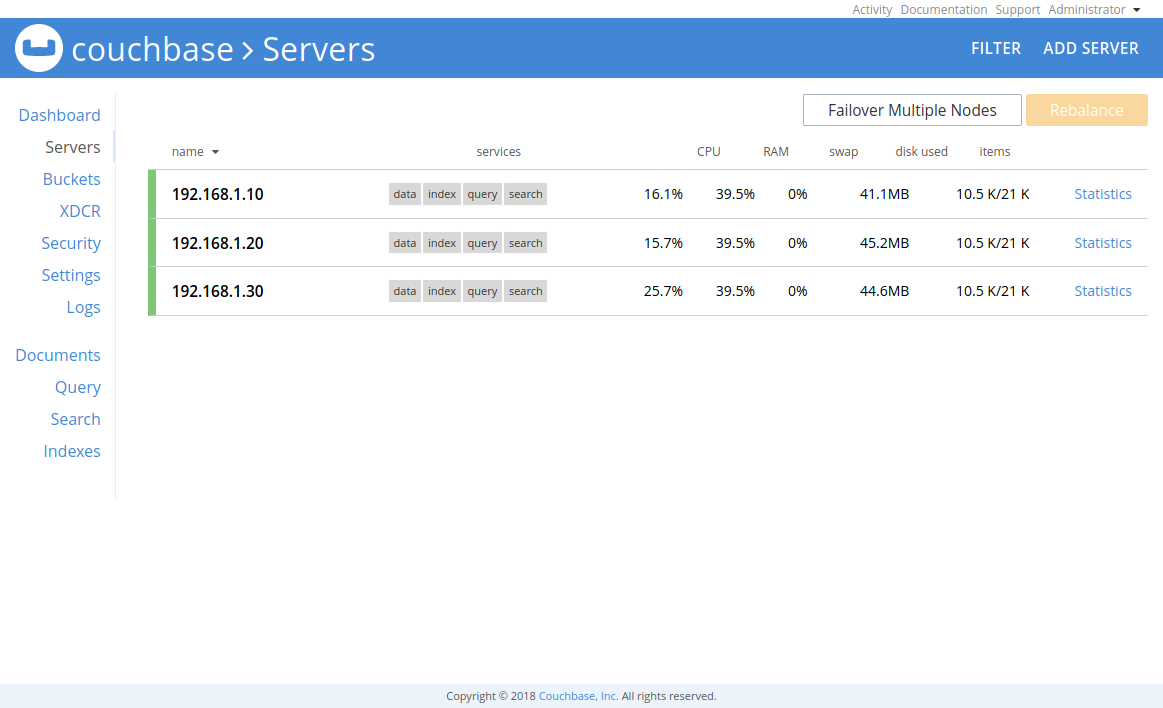 Activity Documentation Support Administrator
couchbase > Servers FILTER ADD SERVER
Dashboard
Servers
Buckets
XDCR
Security
Settings
Logs
Documents
Query
Search
Indexes
Failover Multiple Nodes Rebalance
name services CPU RAM swap disk used items
192.168.1.10 data index query search 16.1% 39.5% 0% 41.1MB 10.5 K/21 K Statistics
192.168.1.20 data index query search 15.7% 39.5% 0% 45.2MB 10.5 K/21 K Statistics
192.168.1.30 data index query search 25.7% 39.5% 0% 44.6MB 10.5 K/21 K Statistics
Copyright © 2018 Couchbase, Inc. All rights reserved.